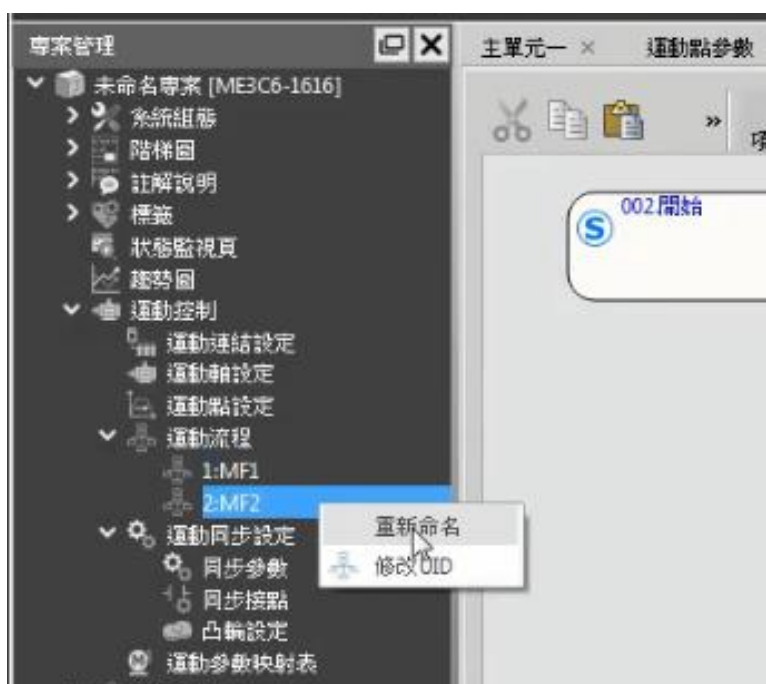 專案管理
主單元一
運動點參數
未命名專案 [ME3C6-1616]
系統組態
階梯圖
註解說明
標籤
狀態監視頁
趨勢圖
運動控制
運動連結設定
運動軸設定
運動點設定
運動流程
1:MF1
2:MF2
運動同步設定
同步參數
同步接點
凸輪設定
運動參數映射表
»
項
002.開始
重新命名
修改 UID